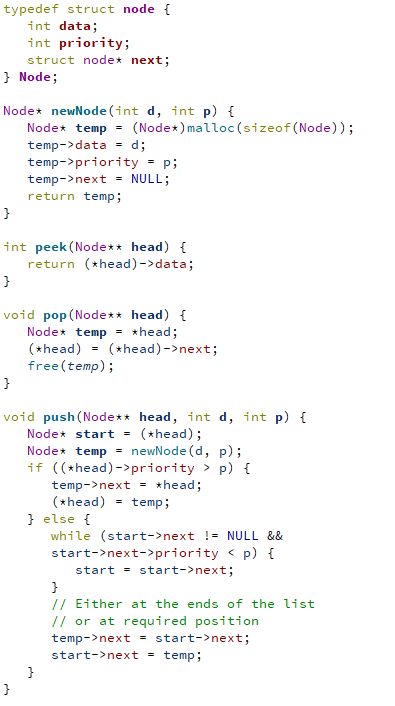 typedef struct node {
   int data;
   int priority;
   struct node* next;
} Node;

Node* newNode(int d, int p) {
   Node* temp = (Node*)malloc(sizeof(Node));
   temp->data = d;
   temp->priority = p;
   temp->next = NULL;
   return temp;
}

int peek(Node** head) {
   return (*head)->data;
}

void pop(Node** head) {
   Node* temp = *head;
   (*head) = (*head)->next;
   free(temp);
}

void push(Node** head, int d, int p) {
   Node* start = (*head);
   Node* temp = newNode(d, p);
   if ((*head)->priority > p) {
      temp->next = *head;
      (*head) = temp;
   } else {
      while (start->next != NULL &&
      start->next->priority < p) {
         start = start->next;
      }
      // Either at the ends of the list
      // or at required position
      temp->next = start->next;
      start->next = temp;
   }
}